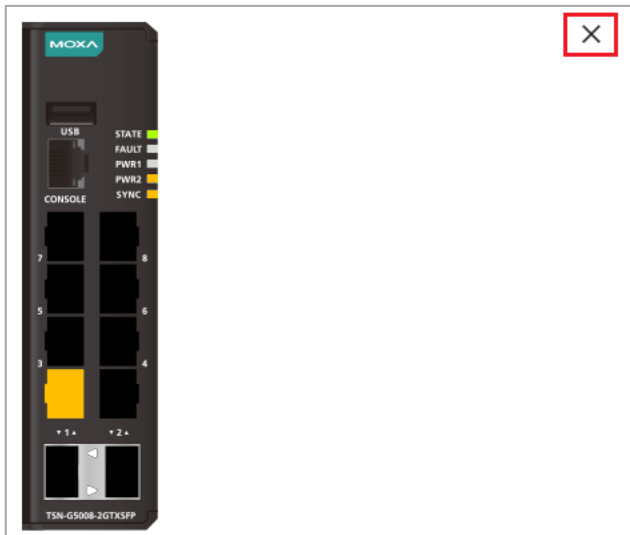 MOXA
USB
STATE
FAULT
PWR1
PWR2
SYNC
CONSOLE
7 8
5 6
3 4
▼ 1 ▲ ▼ 2 ▲
TSN-G5008-2GTXSFP